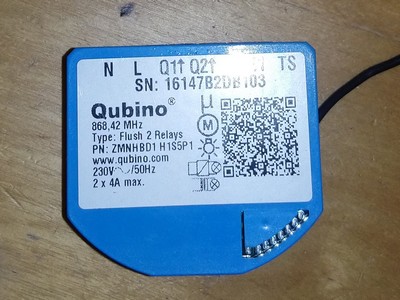 N L Q1↑ Q2↑ TS
SN: 16147B2DB103
Qubino®
868,42 MHz
Type: Flush 2 Relays
PN: ZMNHBD1 H1S5P1
www.qubino.com
230V 50Hz
2 x 4A max.
µ
M